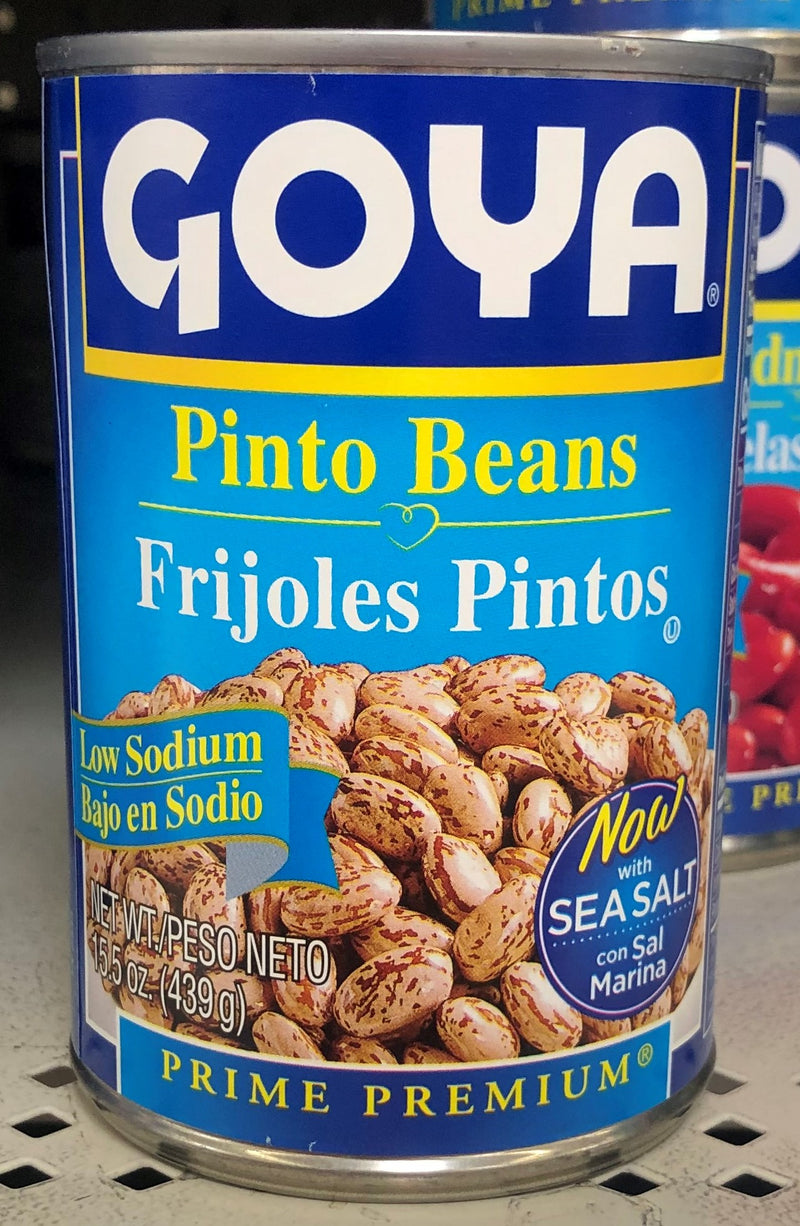 PRIME PREMIUM
GOYA®
Pinto Beans
Frijoles Pintos
U
Low Sodium
Bajo en Sodio
Now
with
SEA SALT
con Sal
Marina
NET WT./PESO NETO
15.5 oz. (439 g)
PRIME PREMIUM®